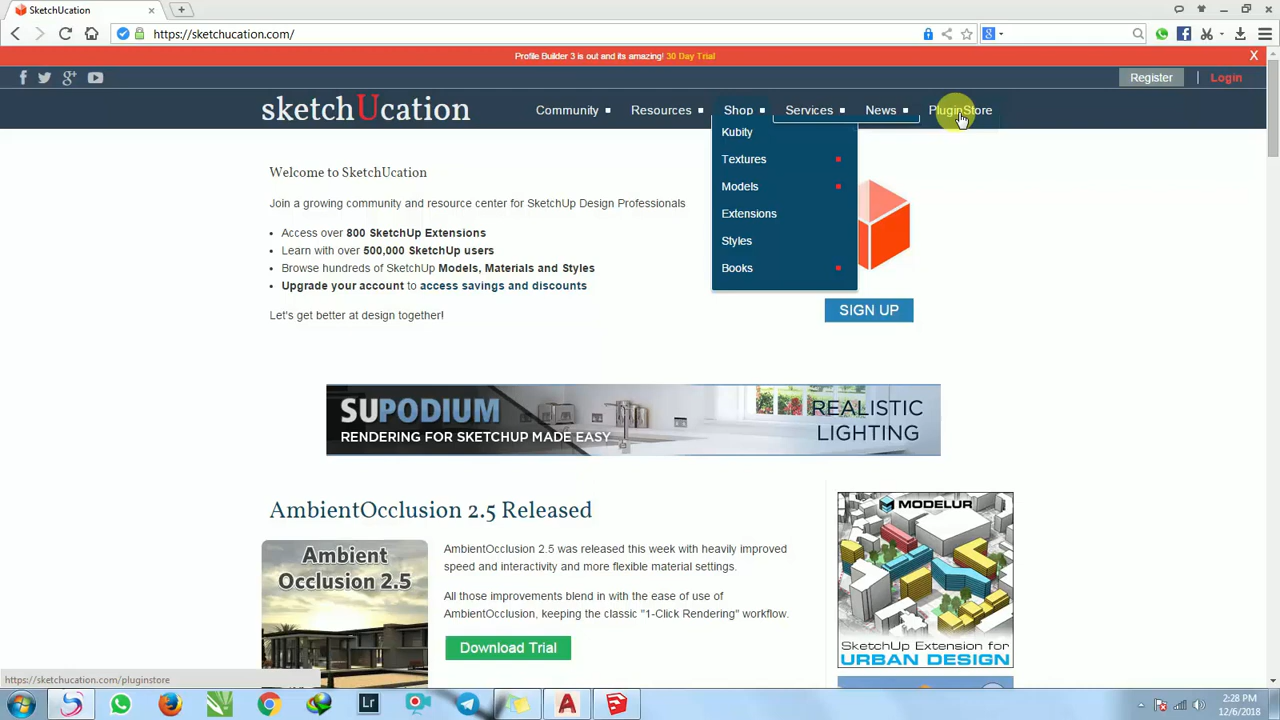 SketchUcation
https://sketchucation.com/
Profile Builder 3 is out and its amazing! 30 Day Trial
X
Register
Login
sketchUcation
Community
Resources
Shop
Services
News
PluginStore
Kubity
Textures
Models
Extensions
Styles
Books
Welcome to SketchUcation
Join a growing community and resource center for SketchUp Design Professionals
Access over 800 SketchUp Extensions
Learn with over 500,000 SketchUp users
Browse hundreds of SketchUp Models, Materials and Styles
Upgrade your account to access savings and discounts
Let's get better at design together!
SIGN UP
SUPODIUM
RENDERING FOR SKETCHUP MADE EASY
REALISTIC
LIGHTING
AmbientOcclusion 2.5 Released
Ambient
Occlusion 2.5
AmbientOcclusion 2.5 was released this week with heavily improved
speed and interactivity and more flexible material settings.
All those improvements blend in with the ease of use of
AmbientOcclusion, keeping the classic "1-Click Rendering" workflow.
Download Trial
MODELUR
SketchUp Extension for
URBAN DESIGN
https://sketchucation.com/pluginstore
Lr
2:28 PM
12/6/2018